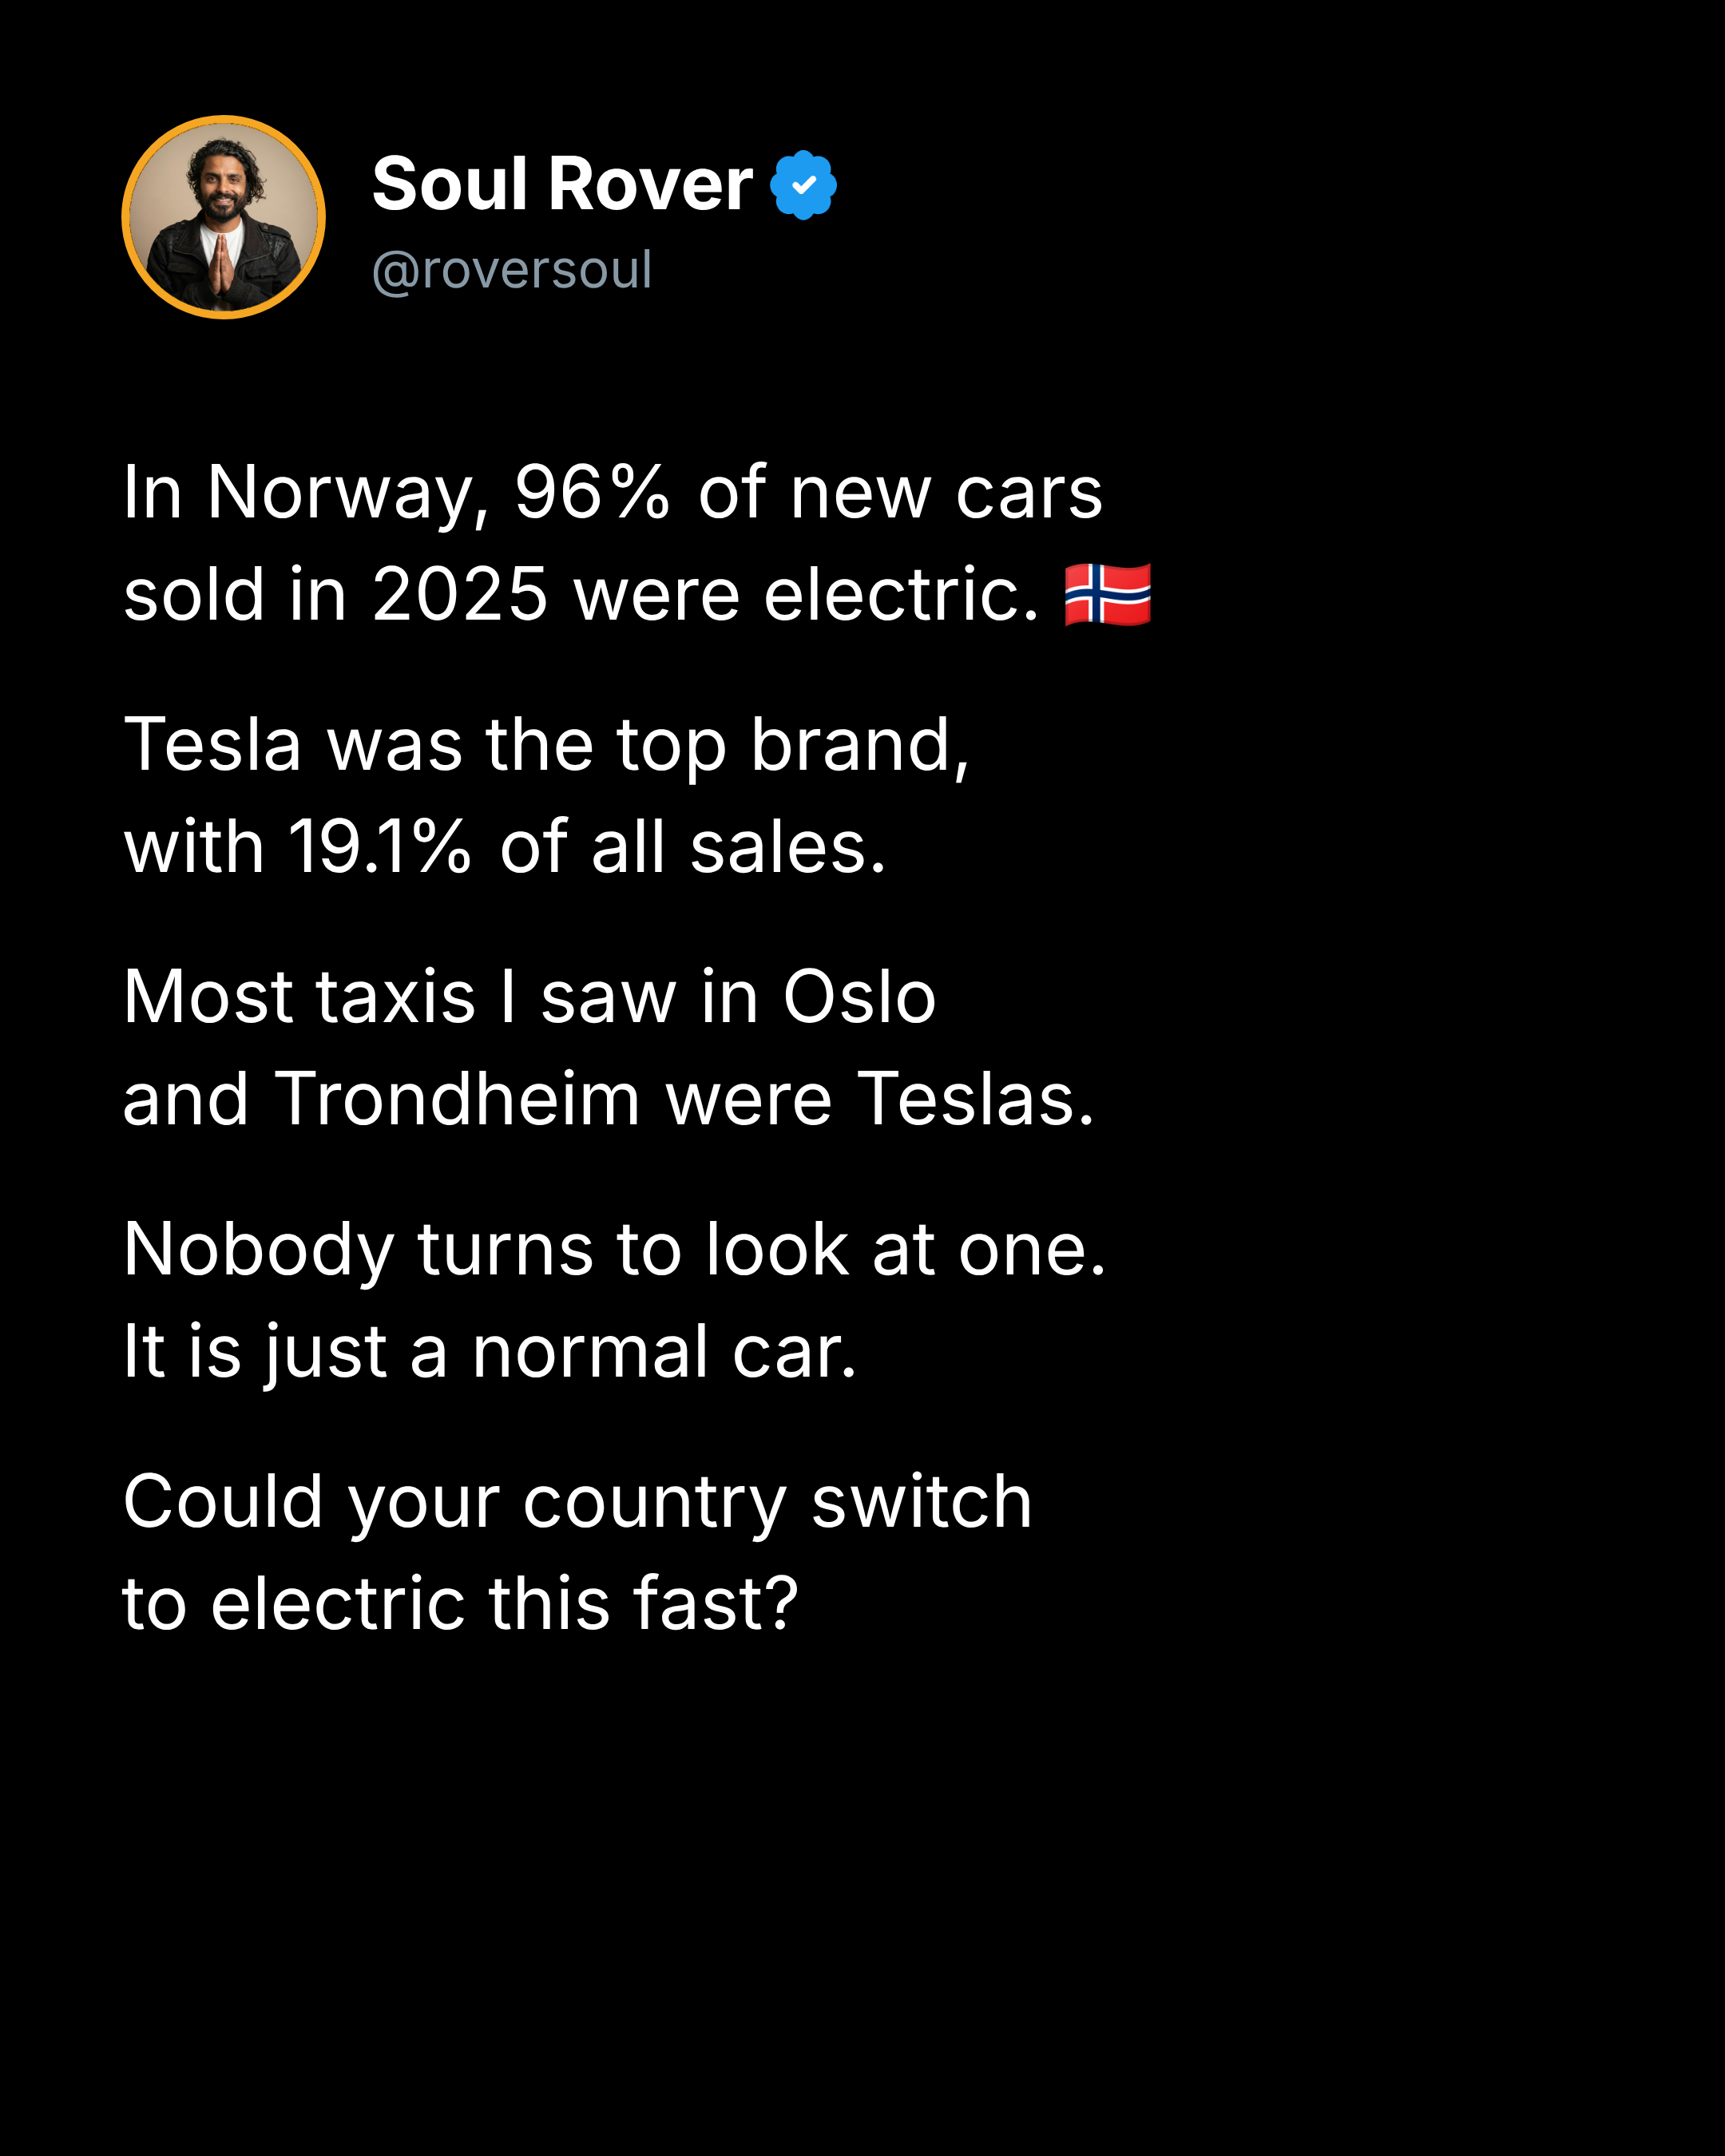 Soul Rover
@roversoul
In Norway, 96% of new cars
sold in 2025 were electric. 🇳🇴
Tesla was the top brand,
with 19.1% of all sales.
Most taxis I saw in Oslo
and Trondheim were Teslas.
Nobody turns to look at one.
It is just a normal car.
Could your country switch
to electric this fast?